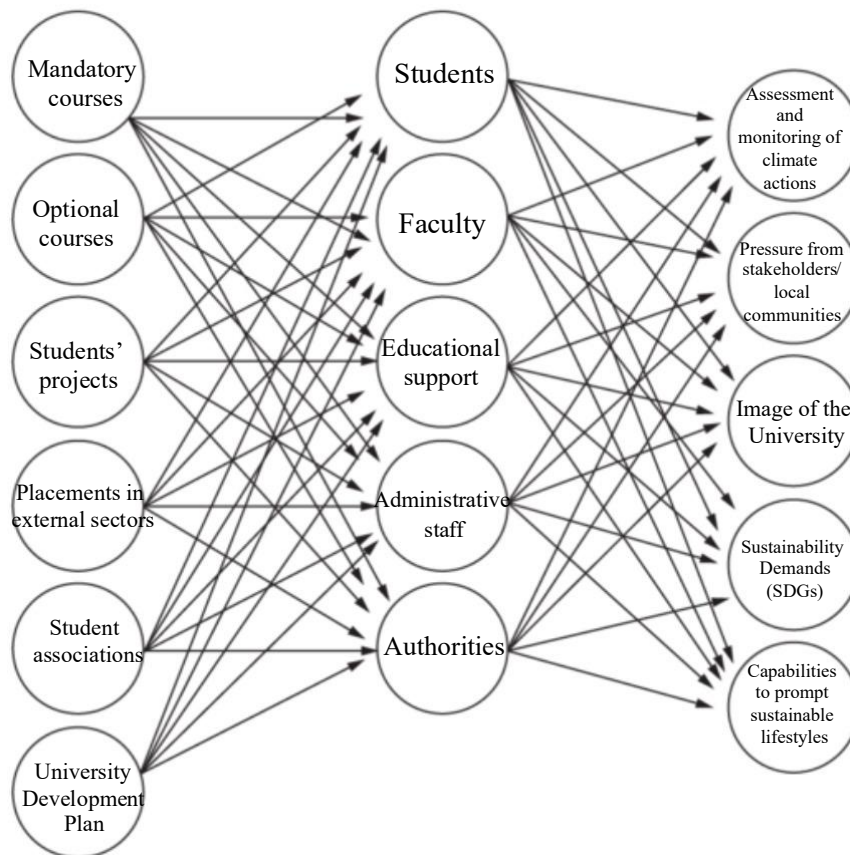 Mandatory
courses
Optional
courses
Students’
projects
Placements in
external sectors
Student
associations
University
Development
Plan
Students
Faculty
Educational
support
Administrative
staff
Authorities
Assessment
and
monitoring of
climate
actions
Pressure from
stakeholders/
local
communities
Image of the
University
Sustainability
Demands
(SDGs)
Capabilities
to prompt
sustainable
lifestyles